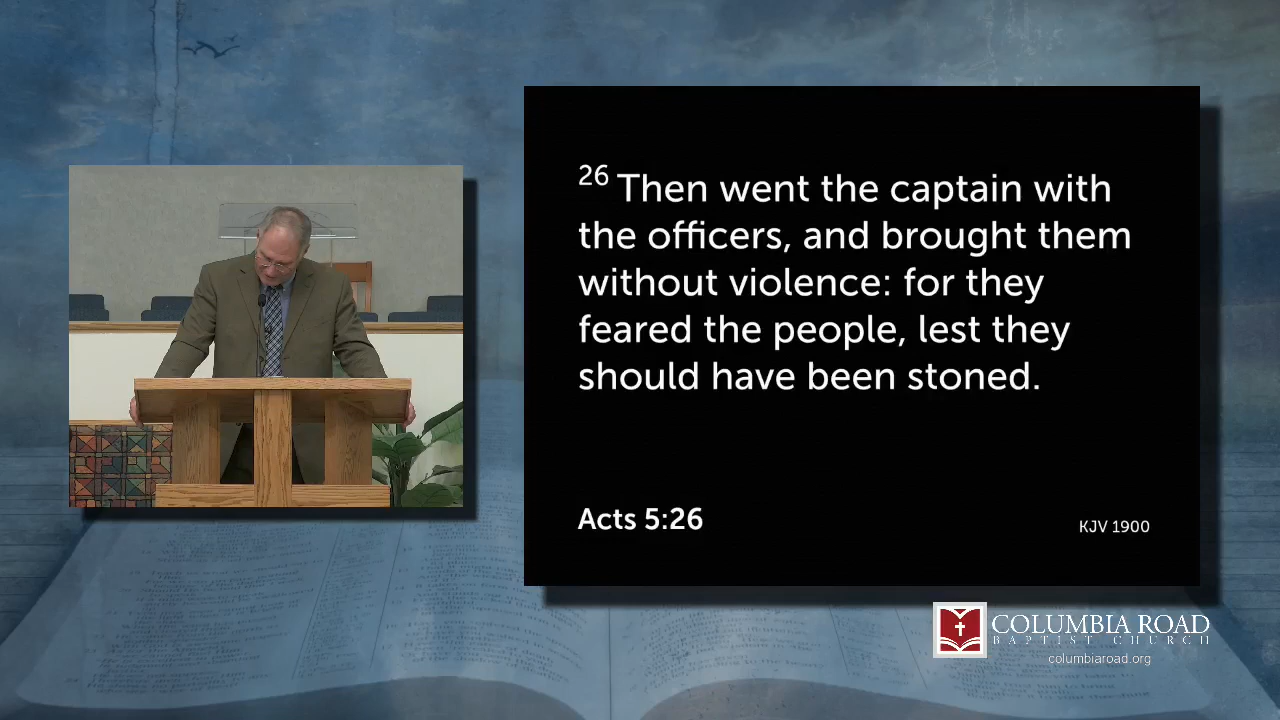 26 Then went the captain with
the officers, and brought them
without violence: for they
feared the people, lest they
should have been stoned.
Acts 5:26
KJV 1900
COLUMBIA ROAD
BAPTIST CHURCH
columbiaroad.org